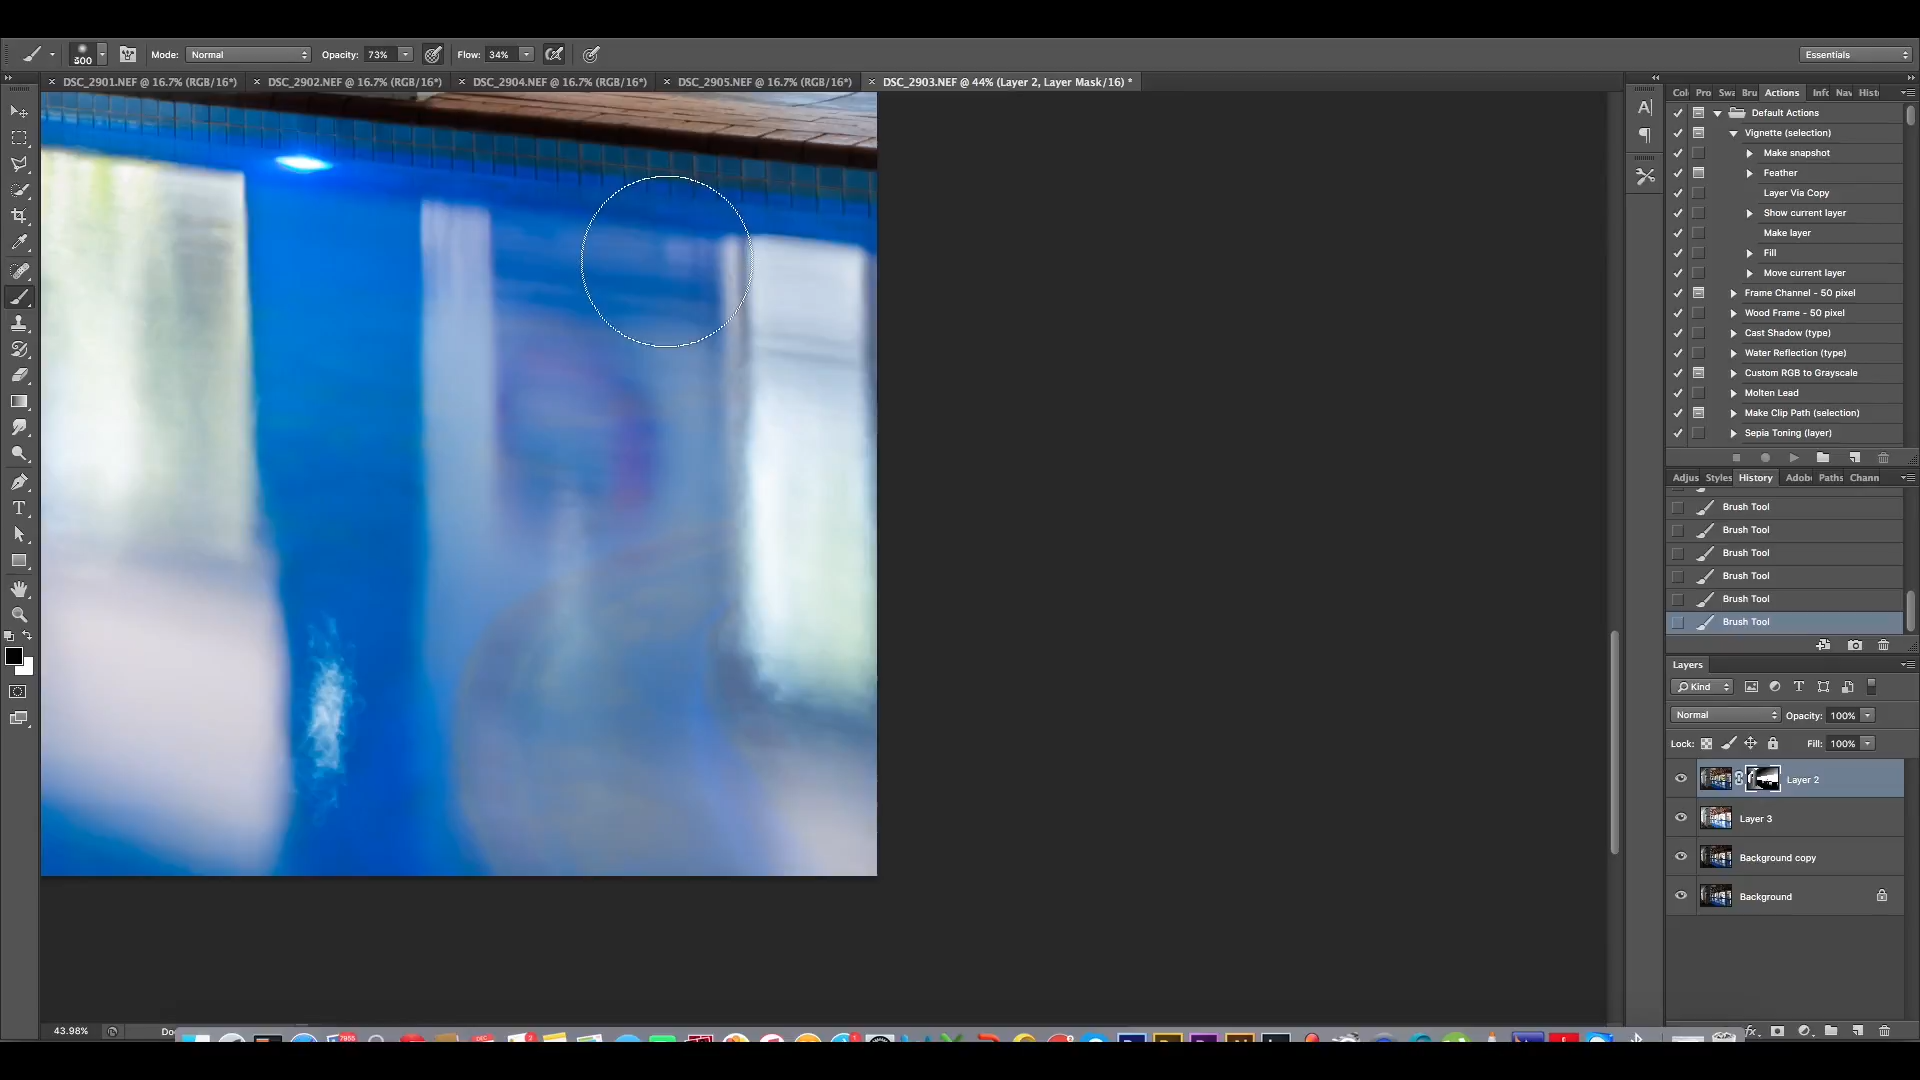 500 Mode: Normal Opacity: 73% Flow: 34% Essentials
DSC_2901.NEF @ 16.7% (RGB/16*) DSC_2902.NEF @ 16.7% (RGB/16*) DSC_2904.NEF @ 16.7% (RGB/16*) DSC_2905.NEF @ 16.7% (RGB/16*) DSC_2903.NEF @ 44% (Layer 2, Layer Mask/16) *
Col Pro Swa Bru Actions Info Nav Hist
Default Actions
Vignette (selection)
Make snapshot
Feather
Layer Via Copy
Show current layer
Make layer
Fill
Move current layer
Frame Channel - 50 pixel
Wood Frame - 50 pixel
Cast Shadow (type)
Water Reflection (type)
Custom RGB to Grayscale
Molten Lead
Make Clip Path (selection)
Sepia Toning (layer)
Adjus Styles History Adobe Paths Chann
Brush Tool
Brush Tool
Brush Tool
Brush Tool
Brush Tool
Brush Tool
Layers
Kind
Normal Opacity: 100%
Lock: Fill: 100%
Layer 2
Layer 3
Background copy
Background
43.98% Doc